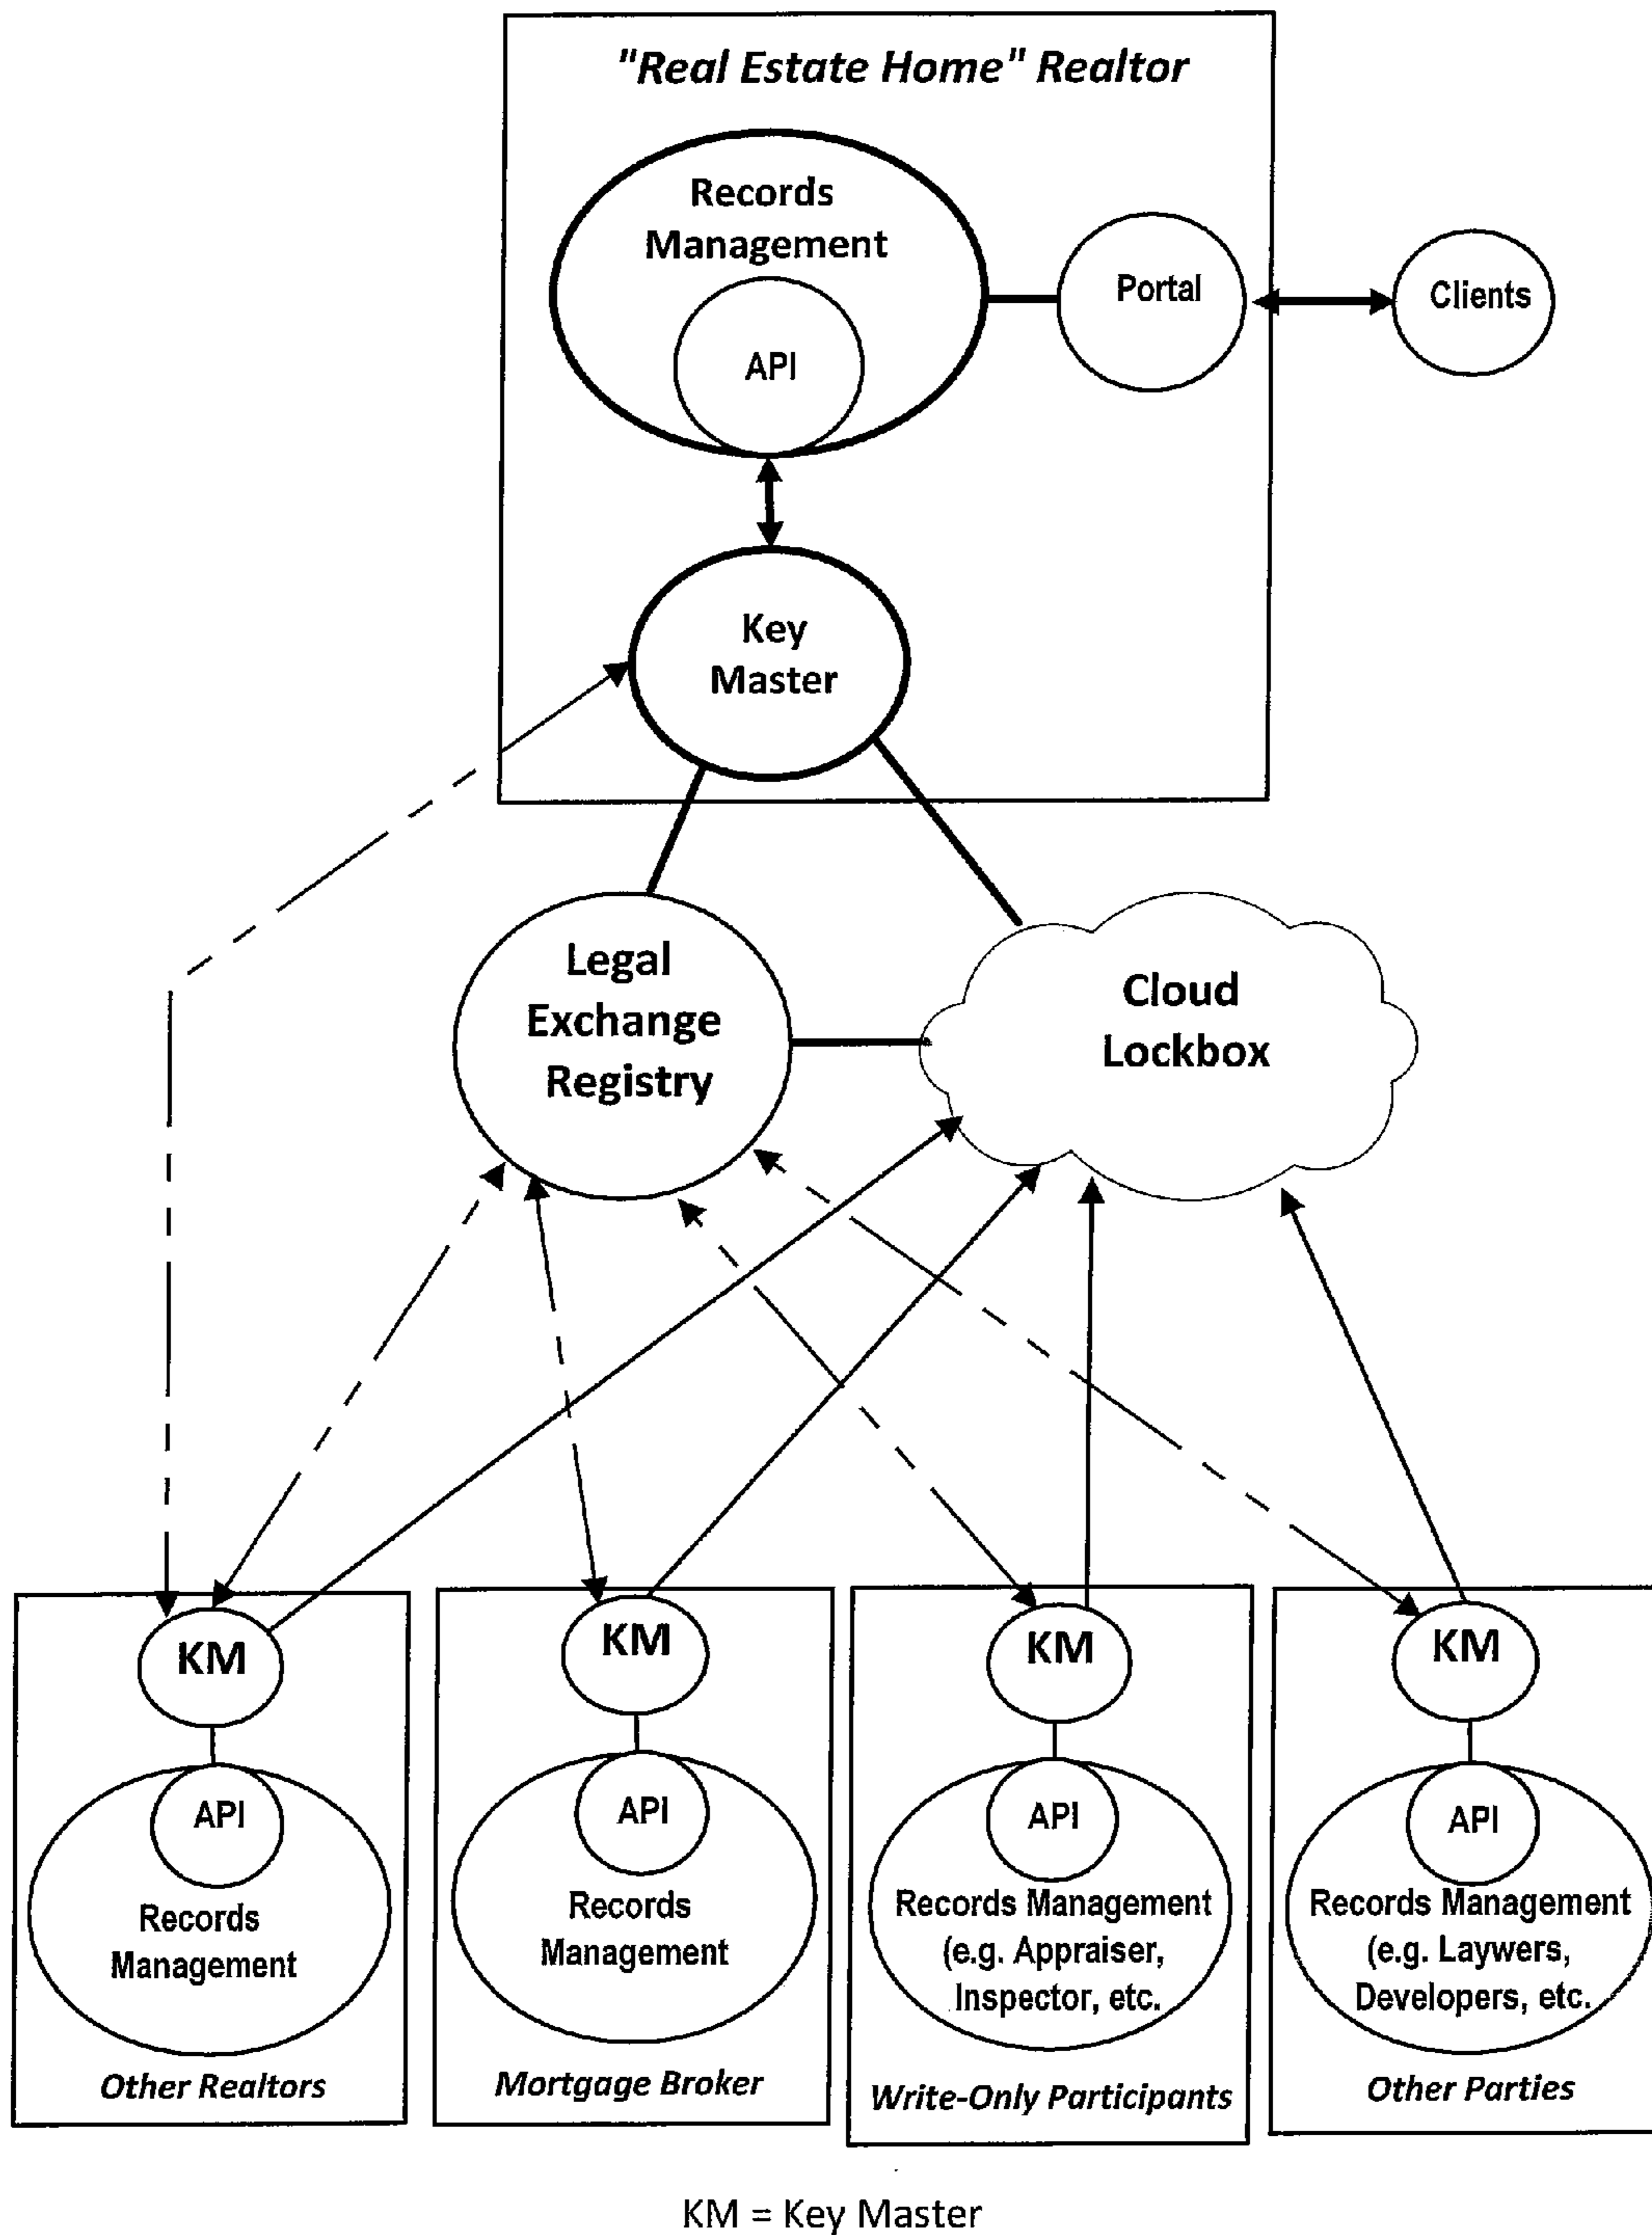 "Real Estate Home" Realtor
Records
Management
API
Portal
Clients
Key
Master
Legal
Exchange
Registry
Cloud
Lockbox
KM
API
Records
Management
Other Realtors
KM
API
Records
Management
Mortgage Broker
KM
API
Records Management
(e.g. Appraiser,
Inspector, etc.
Write-Only Participants
KM
API
Records Management
(e.g. Laywers,
Developers, etc.
Other Parties
KM = Key Master